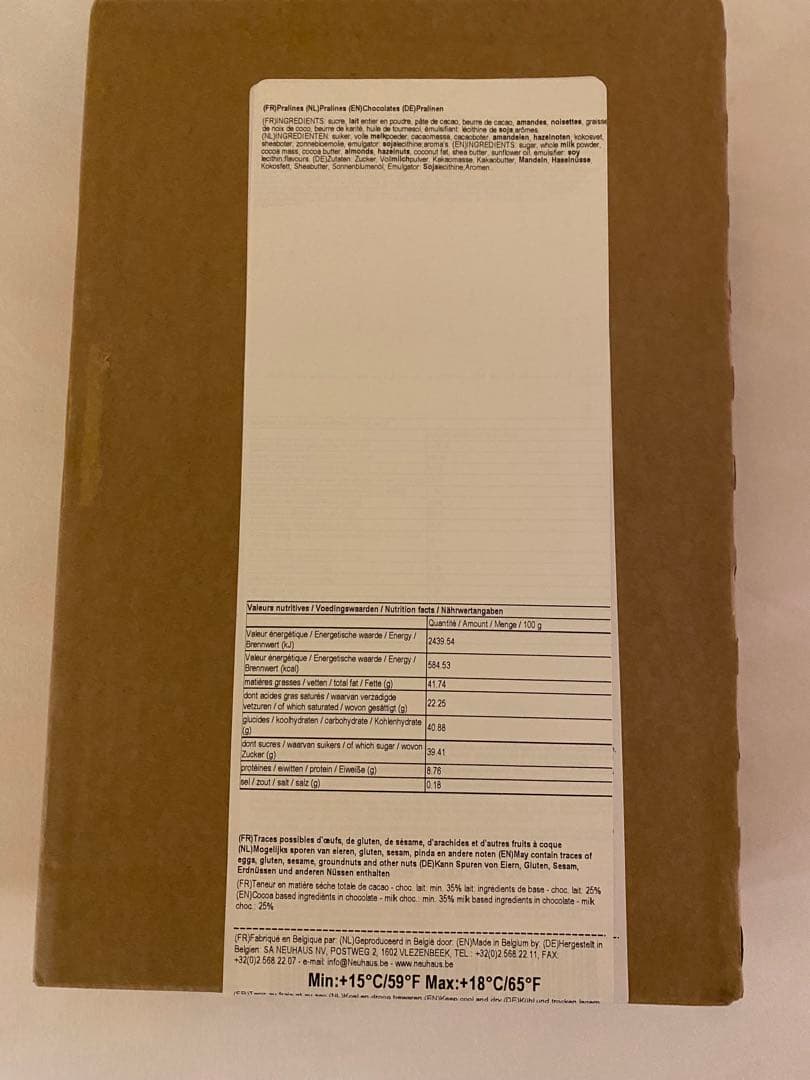 (FR)Pralines (NL)Pralines (EN)Chocolates (DE)Pralinen
(FR)INGREDIENTS: sucre, lait entier en poudre, pâte de cacao, beurre de cacao, amandes, noisettes, graisse
de noix de coco, beurre de karité, huile de tournesol, émulsifiant: lécithine de soja,arômes.
(NL)INGREDIENTEN: suiker, volle melkpoeder, cacaomassa, cacaoboter, amandelen, hazelnoten, kokosvet,
sheaboter, zonnebloemolie, emulgator: sojalecithine,aroma's. (EN)INGREDIENTS: sugar, whole milk powder,
cocoa mass, cocoa butter, almonds, hazelnuts, coconut fat, shea butter, sunflower oil, emulsifier: soy
lecithin,flavours. (DE)Zutaten: Zucker, Vollmilchpulver, Kakaomasse, Kakaobutter, Mandeln, Haselnüsse,
Kokosfett, Sheabutter, Sonnenblumenöl, Emulgator: Sojalecithine,Aromen.
Valeurs nutritives / Voedingswaarden / Nutrition facts / Nährwertangaben
Quantité / Amount / Menge / 100 g
Valeur énergétique / Energetische waarde / Energy /
Brennwert (kJ)
2439.54
Valeur énergétique / Energetische waarde / Energy /
Brennwert (kcal)
584.53
matières grasses / vetten / total fat / Fette (g)
41.74
dont acides gras saturés / waarvan verzadigde
vetzuren / of which saturated / wovon gesättigt (g)
22.25
glucides / koolhydraten / carbohydrate / Kohlenhydrate
(g)
40.88
dont sucres / waarvan suikers / of which sugar / wovon
Zucker (g)
39.41
protéines / eiwitten / protein / Eiweiße (g)
8.76
sel / zout / salt / salz (g)
0.18
(FR)Traces possibles d'œufs, de gluten, de sésame, d'arachides et d'autres fruits à coque
(NL)Mogelijks sporen van eieren, gluten, sesam, pinda en andere noten (EN)May contain traces of
eggs, gluten, sesame, groundnuts and other nuts (DE)Kann Spuren von Eiern, Gluten, Sesam,
Erdnüssen und anderen Nüssen enthalten
(FR)Teneur en matière sèche totale de cacao - choc. lait: min. 35% lait: ingrédients de base - choc. lait: 25%
(EN)Cocoa based ingredients in chocolate - milk choc.: min. 35% milk based ingredients in chocolate - milk
choc.: 25%
(FR)Fabriqué en Belgique par: (NL)Geproduceerd in België door: (EN)Made in Belgium by: (DE)Hergestellt in
Belgien: SA NEUHAUS NV, POSTWEG 2, 1602 VLEZENBEEK, TEL.: +32(0)2 568 22.11, FAX:
+32(0)2 568 22 07 - e-mail: info@Neuhaus.be - www.neuhaus.be
Min:+15°C/59°F Max:+18°C/65°F
(NL)Koel en droog bewaren (EN)Keep cool and dry (DE)Kühl und trocken lagern